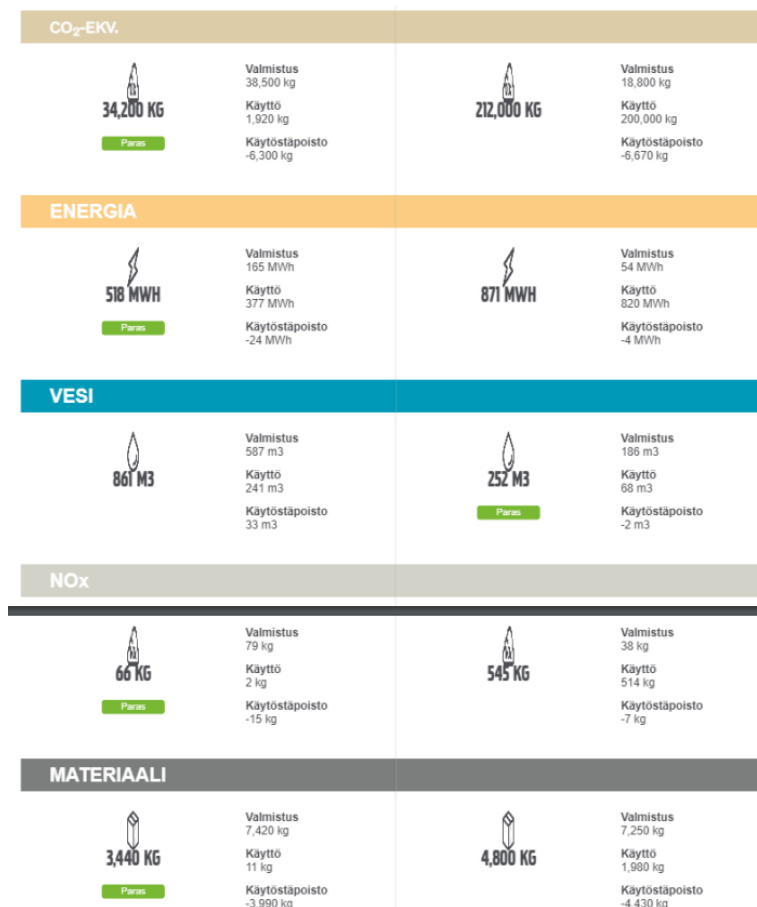 CO₂-EKV.
34,200 KG
Paras
Valmistus
38,500 kg
Käyttö
1,920 kg
Käytöstäpoisto
-6,300 kg
212,000 KG
Valmistus
18,800 kg
Käyttö
200,000 kg
Käytöstäpoisto
-6,670 kg
ENERGIA
518 MWH
Paras
Valmistus
165 MWh
Käyttö
377 MWh
Käytöstäpoisto
-24 MWh
871 MWH
Valmistus
54 MWh
Käyttö
820 MWh
Käytöstäpoisto
-4 MWh
VESI
861 M3
Valmistus
587 m3
Käyttö
241 m3
Käytöstäpoisto
33 m3
252 M3
Paras
Valmistus
186 m3
Käyttö
68 m3
Käytöstäpoisto
-2 m3
NOx
66 KG
Paras
Valmistus
79 kg
Käyttö
2 kg
Käytöstäpoisto
-15 kg
545 KG
Valmistus
38 kg
Käyttö
514 kg
Käytöstäpoisto
-7 kg
MATERIAALI
3,440 KG
Paras
Valmistus
7,420 kg
Käyttö
11 kg
Käytöstäpoisto
-3,990 kg
4,800 KG
Valmistus
7,250 kg
Käyttö
1,980 kg
Käytöstäpoisto
-4,430 kg